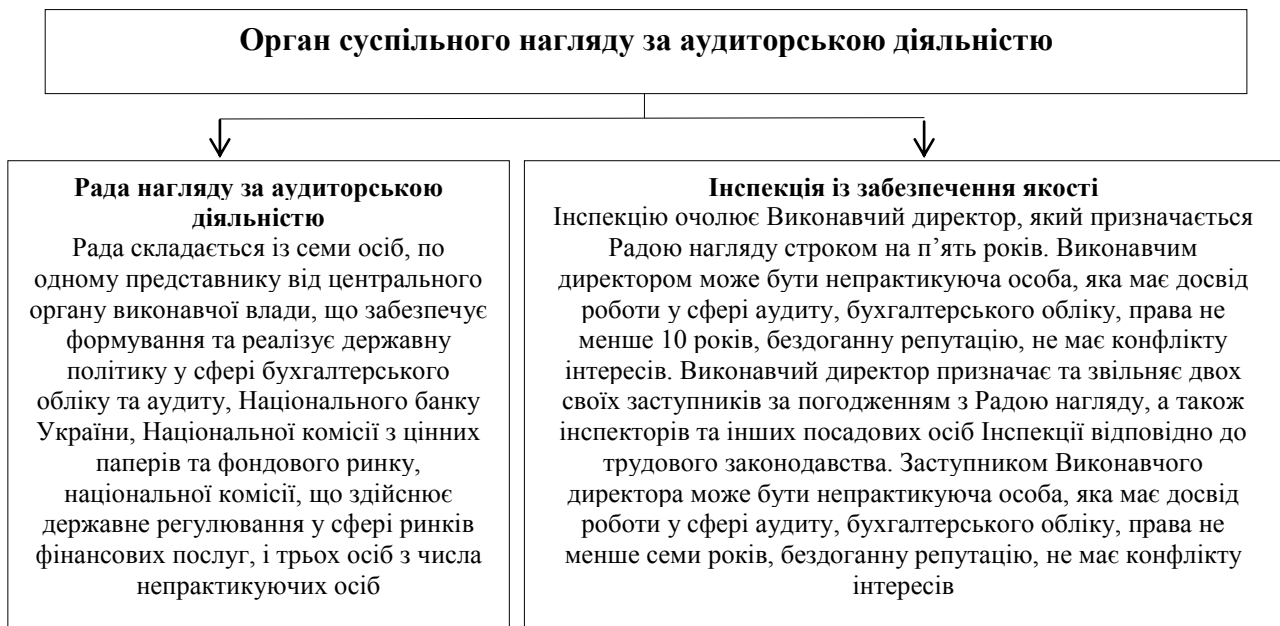 Орган суспільного нагляду за аудиторською діяльністю
Рада нагляду за аудиторською
діяльністю
Рада складається із семи осіб, по
одному представнику від центрального
органу виконавчої влади, що забезпечує
формування та реалізує державну
політику у сфері бухгалтерського
обліку та аудиту, Національного банку
України, Національної комісії з цінних
паперів та фондового ринку,
національної комісії, що здійснює
державне регулювання у сфері ринків
фінансових послуг, і трьох осіб з числа
непрактикуючих осіб
Інспекція із забезпечення якості
Інспекцію очолює Виконавчий директор, який призначається
Радою нагляду строком на п’ять років. Виконавчим
директором може бути непрактикуюча особа, яка має досвід
роботи у сфері аудиту, бухгалтерського обліку, права не
менше 10 років, бездоганну репутацію, не має конфлікту
інтересів. Виконавчий директор призначає та звільняє двох
своїх заступників за погодженням з Радою нагляду, а також
інспекторів та інших посадових осіб Інспекції відповідно до
трудового законодавства. Заступником Виконавчого
директора може бути непрактикуюча особа, яка має досвід
роботи у сфері аудиту, бухгалтерського обліку, права не
менше семи років, бездоганну репутацію, не має конфлікту
інтересів